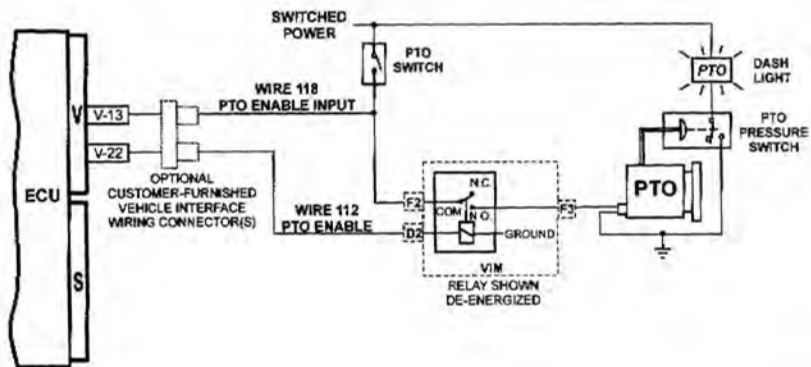 SWITCHED
POWER
PTO
SWITCH
PTO
DASH
LIGHT
WIRE 118
PTO ENABLE INPUT
V
V-13
V-22
PTO
PRESSURE
SWITCH
OPTIONAL
CUSTOMER-FURNISHED
VEHICLE INTERFACE
WIRING CONNECTOR(S)
ECU
N.C.
F2
COM
N.O.
F3
PTO
WIRE 112
PTO ENABLE
D2
GROUND
VIM
RELAY SHOWN
DE-ENERGIZED
S